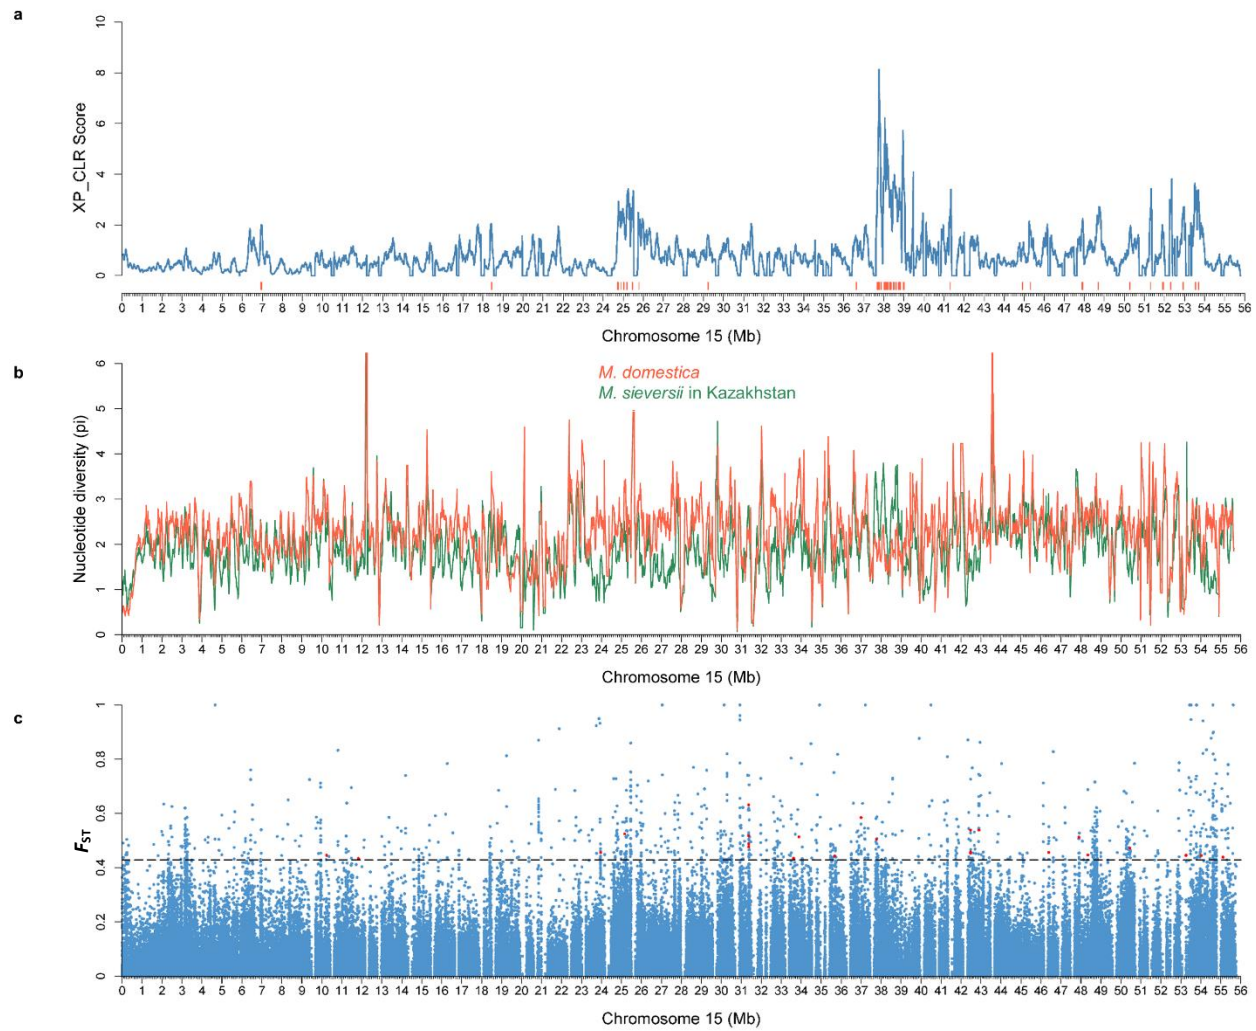 a
XP_CLR Score
10
8
6
4
2
0
0 1 2 3 4 5 6 7 8 9 10 11 12 13 14 15 16 17 18 19 20 21 22 23 24 25 26 27 28 29 30 31 32 33 34 35 36 37 38 39 40 41 42 43 44 45 46 47 48 49 50 51 52 53 54 55 56
Chromosome 15 (Mb)
b
Nucleotide diversity (pi)
6
5
4
3
2
1
0
M. domestica
M. sieversii in Kazakhstan
0 1 2 3 4 5 6 7 8 9 10 11 12 13 14 15 16 17 18 19 20 21 22 23 24 25 26 27 28 29 30 31 32 33 34 35 36 37 38 39 40 41 42 43 44 45 46 47 48 49 50 51 52 53 54 55 56
Chromosome 15 (Mb)
c
FST
1
0.8
0.6
0.4
0.2
0
0 1 2 3 4 5 6 7 8 9 10 11 12 13 14 15 16 17 18 19 20 21 22 23 24 25 26 27 28 29 30 31 32 33 34 35 36 37 38 39 40 41 42 43 44 45 46 47 48 49 50 51 52 53 54 55 56
Chromosome 15 (Mb)